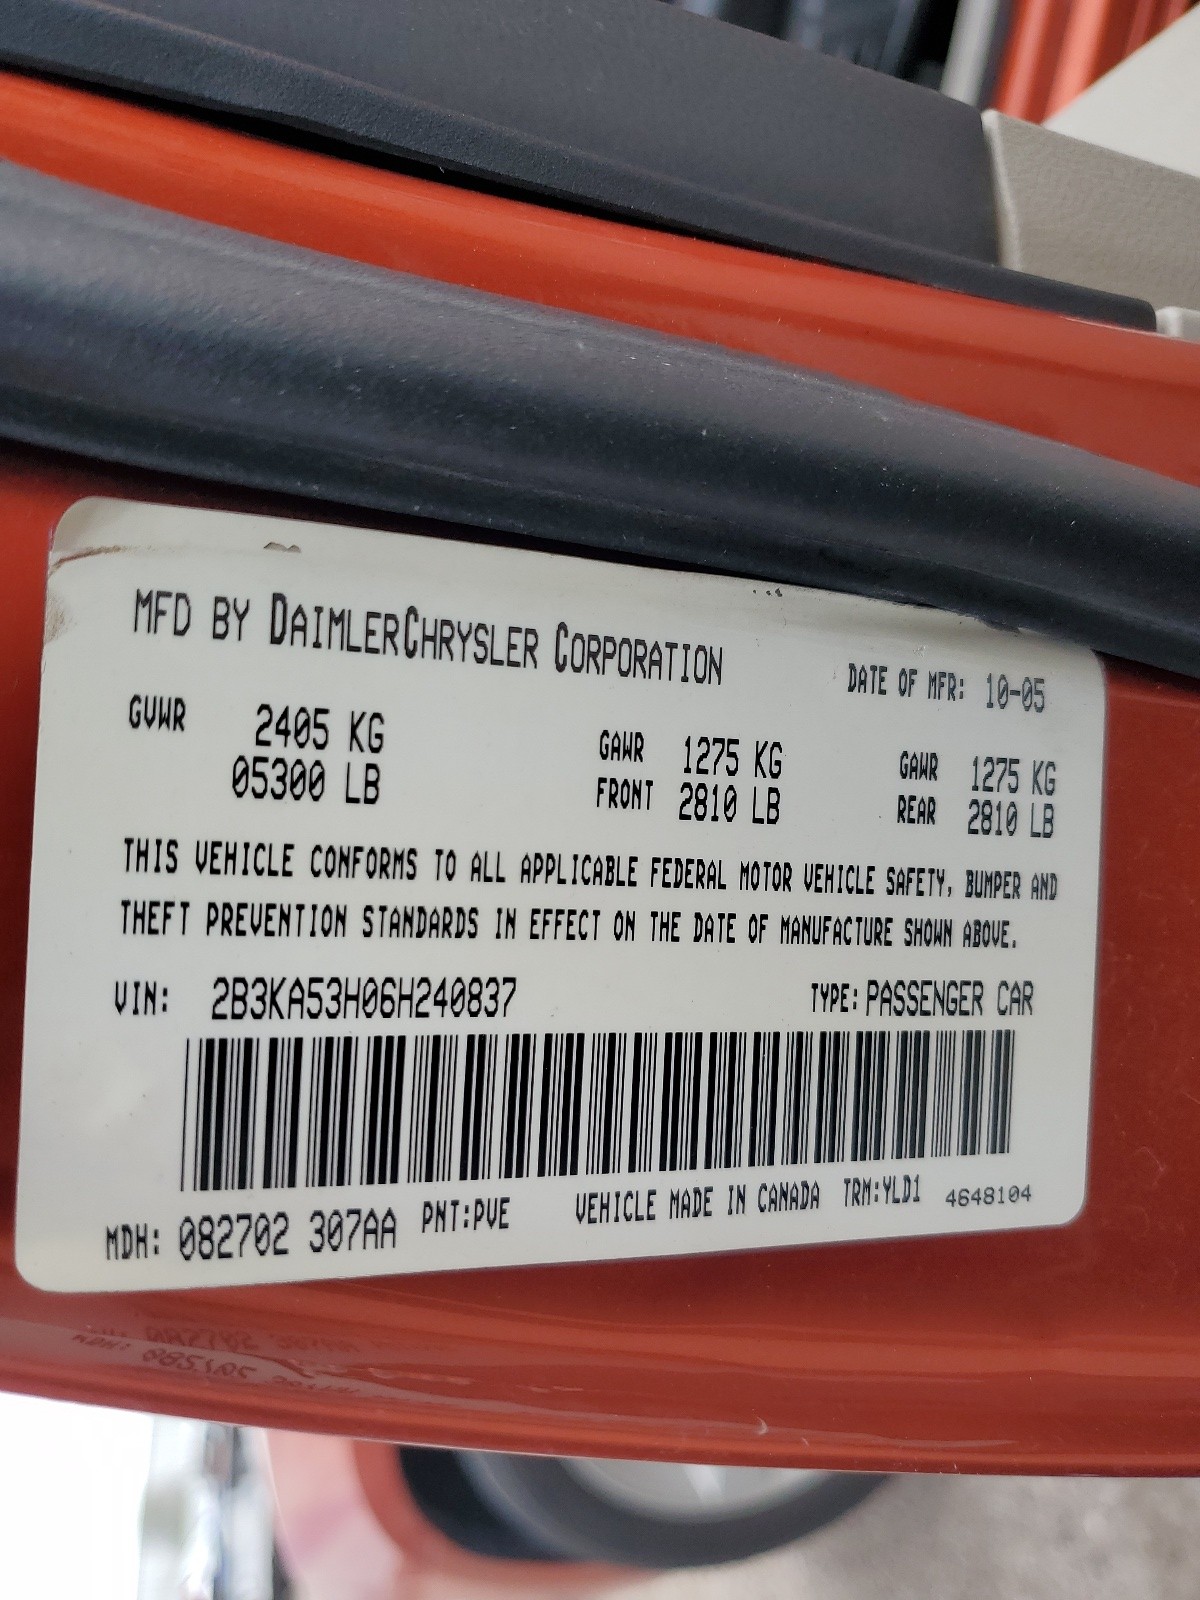 MFD BY DAIMLERCHRYSLER CORPORATION DATE OF MFR: 10-05
GVWR 2405 KG GAWR 1275 KG GAWR 1275 KG
05300 LB FRONT 2810 LB REAR 2810 LB
THIS VEHICLE CONFORMS TO ALL APPLICABLE FEDERAL MOTOR VEHICLE SAFETY, BUMPER AND
THEFT PREVENTION STANDARDS IN EFFECT ON THE DATE OF MANUFACTURE SHOWN ABOVE.
VIN: 2B3KA53H06H240837 TYPE: PASSENGER CAR
MDH: 082702 307AA PNT:PVE VEHICLE MADE IN CANADA TRM:YLD1 4648104